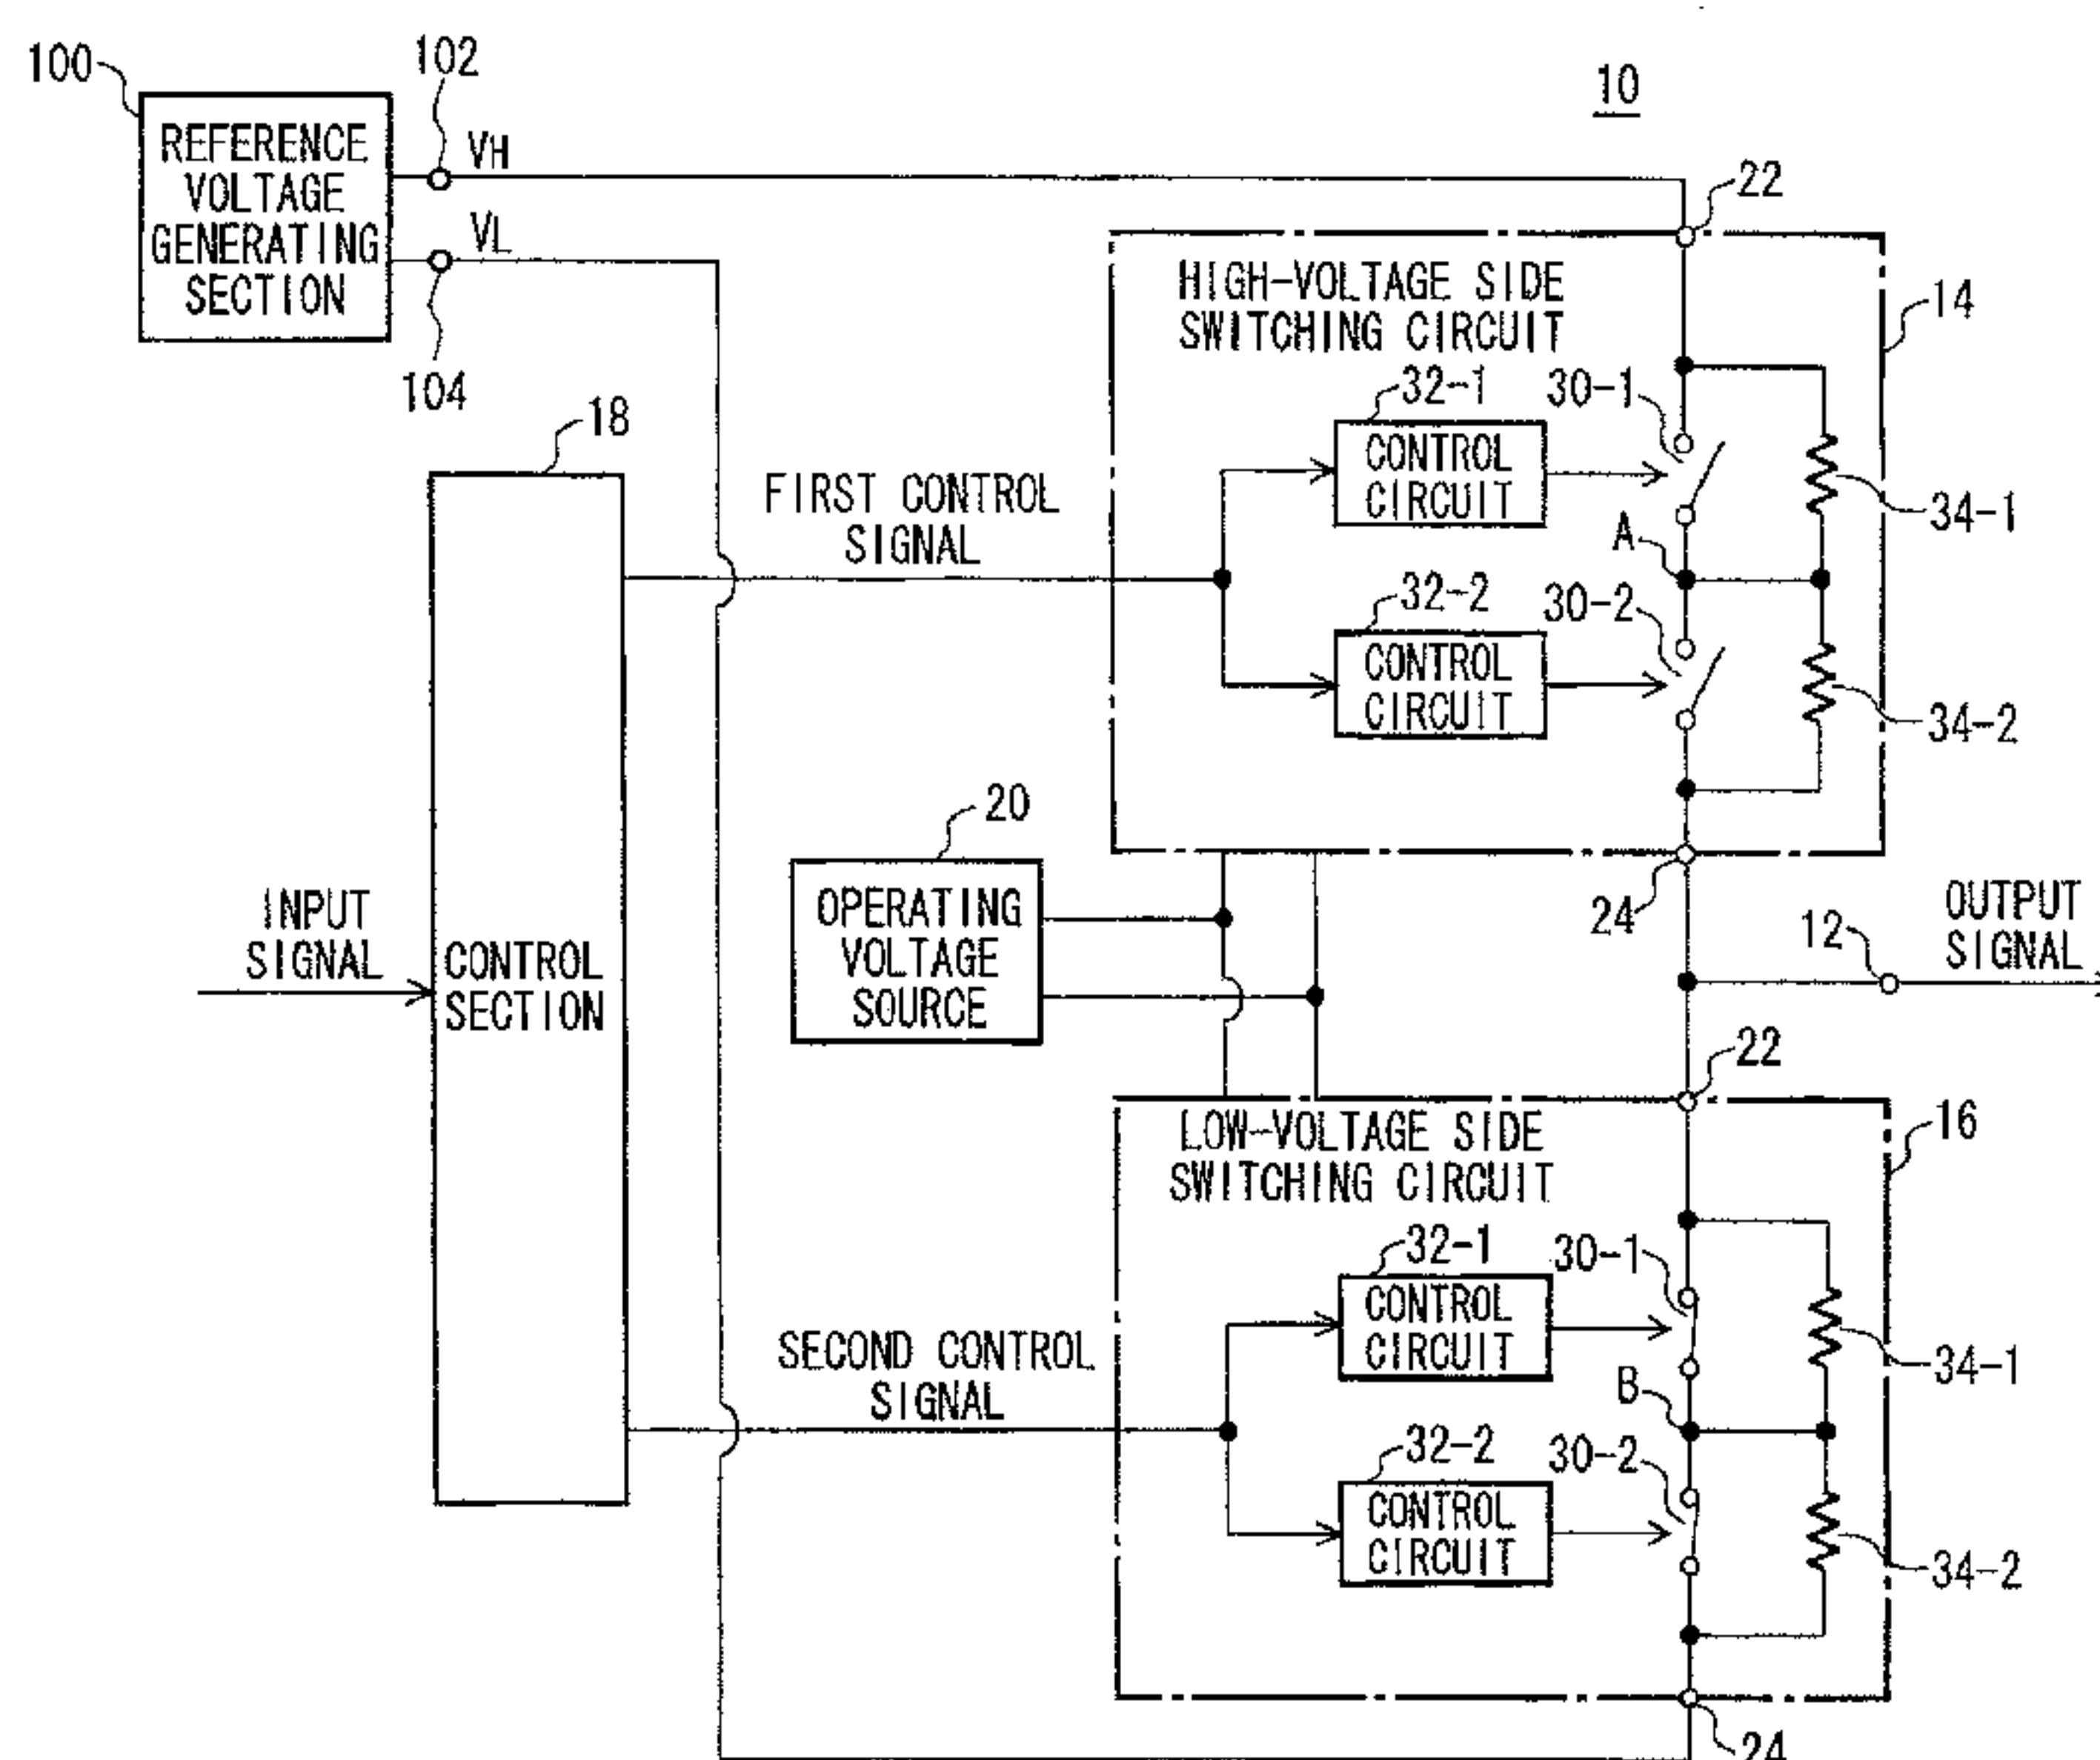 10
100
REFERENCE
VOLTAGE
GENERATING
SECTION
102
VH
VL
104
22
HIGH-VOLTAGE SIDE
SWITCHING CIRCUIT
14
18
FIRST CONTROL
SIGNAL
32-1
CONTROL
CIRCUIT
30-1
34-1
A
32-2
CONTROL
CIRCUIT
30-2
34-2
20
OPERATING
VOLTAGE
SOURCE
24
INPUT
SIGNAL
CONTROL
SECTION
12
OUTPUT
SIGNAL
22
LOW-VOLTAGE SIDE
SWITCHING CIRCUIT
16
SECOND CONTROL
SIGNAL
32-1
CONTROL
CIRCUIT
30-1
34-1
B
32-2
CONTROL
CIRCUIT
30-2
34-2
24